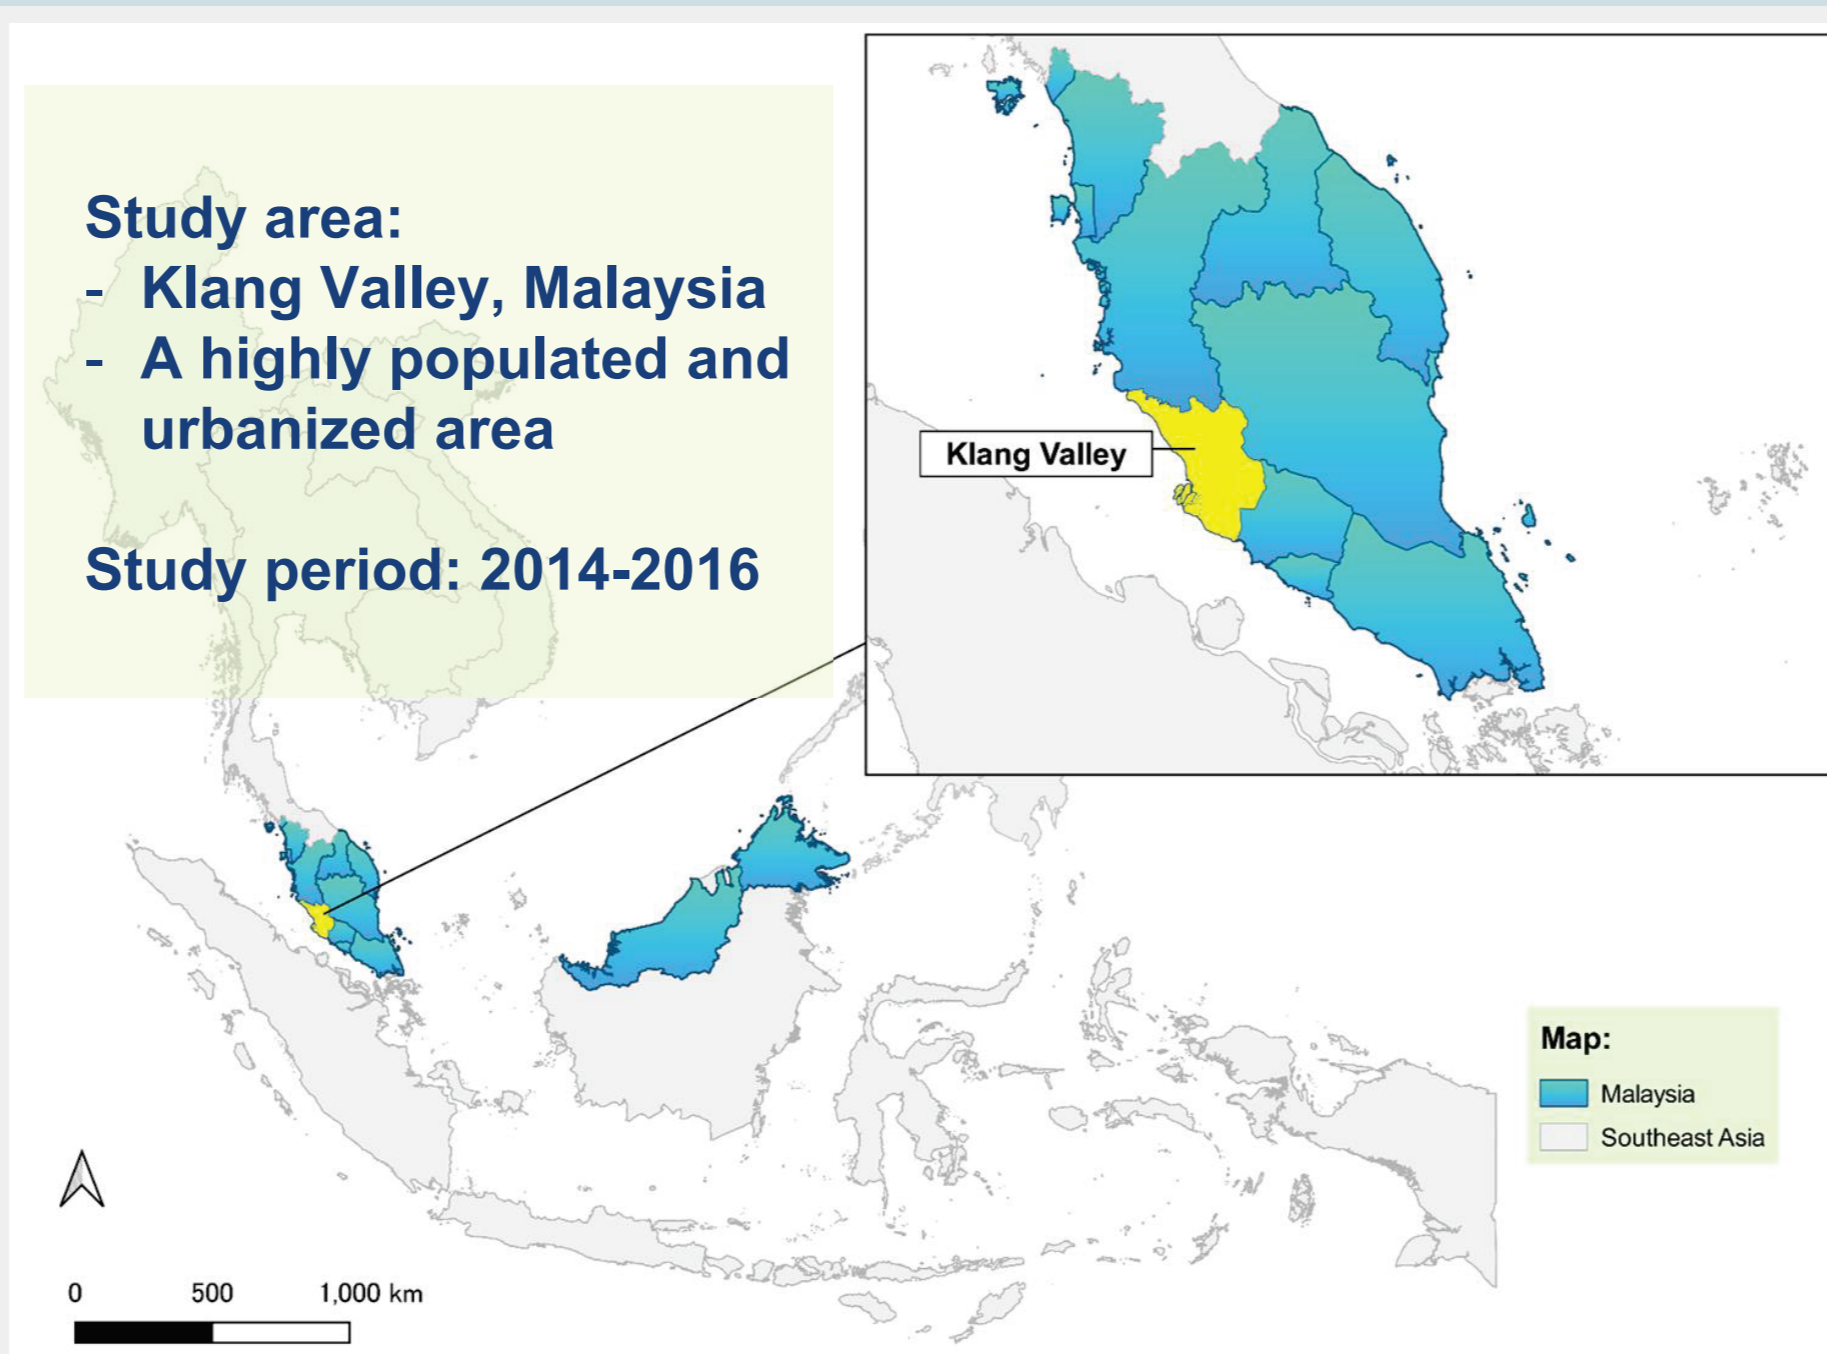 Study area:
- Klang Valley, Malaysia
- A highly populated and
urbanized area
Study period: 2014-2016
Klang Valley
Map:
Malaysia
Southeast Asia
0 500 1,000 km